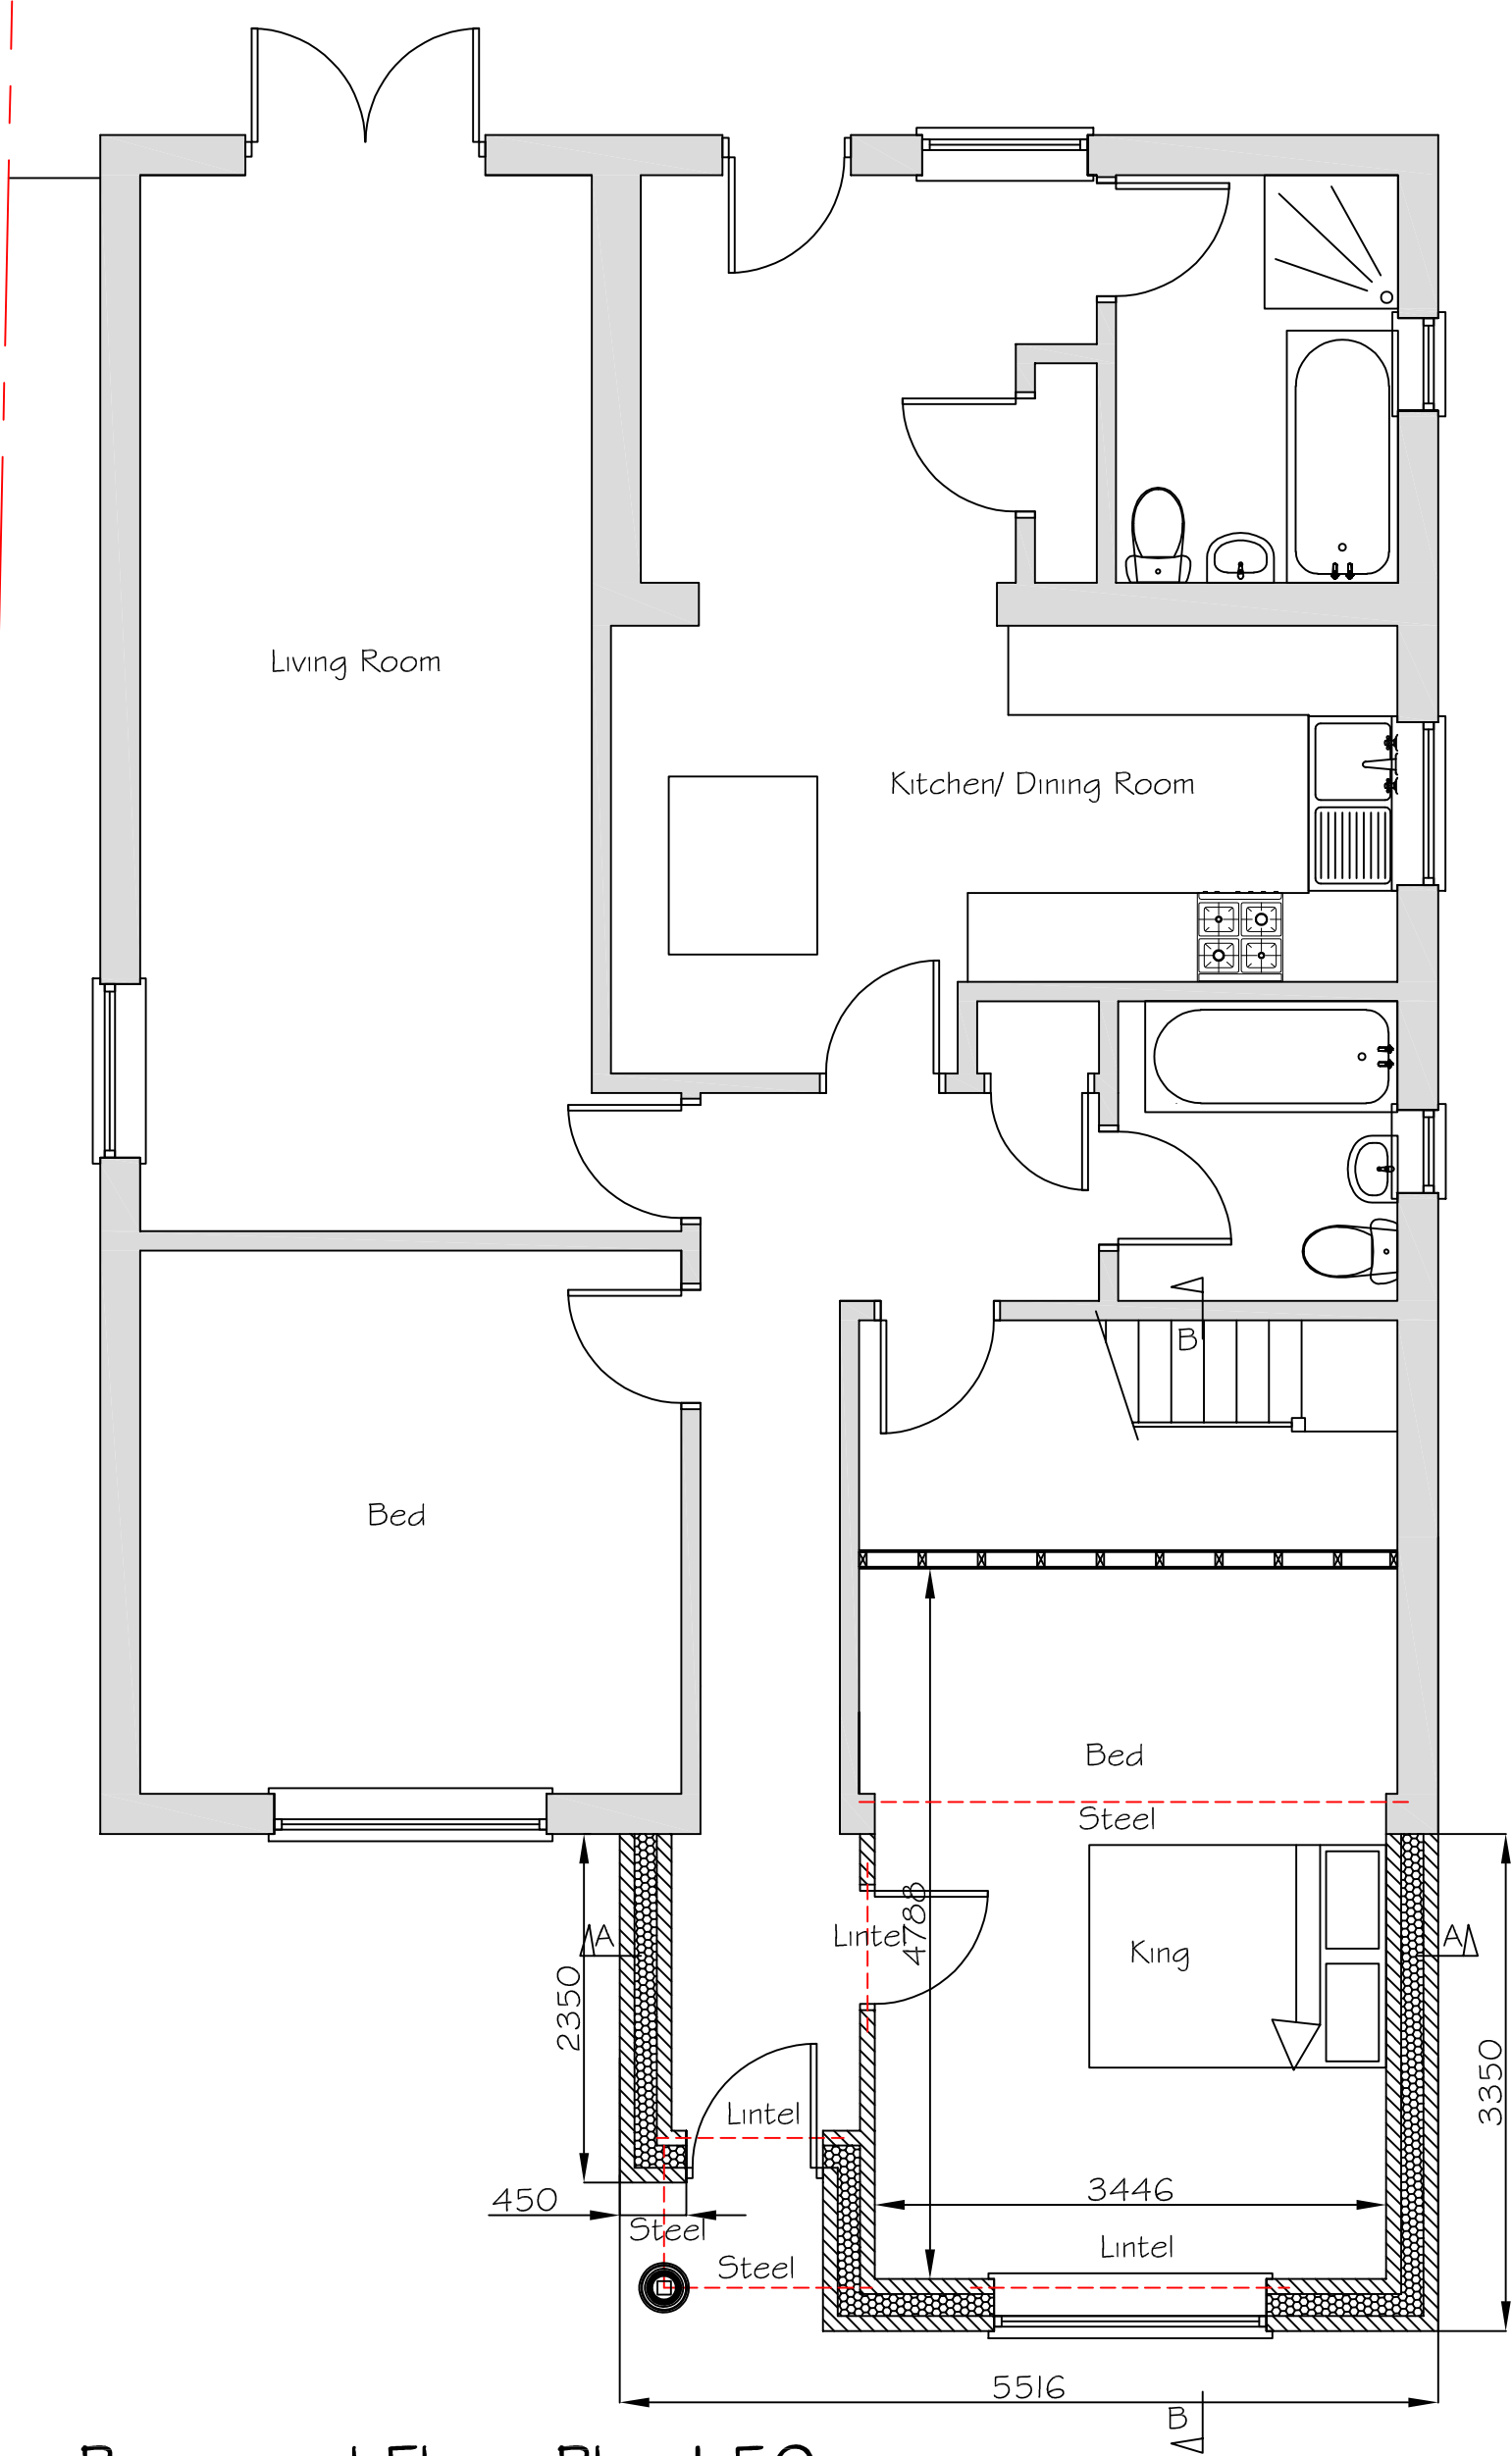 Living Room
Kitchen/ Dining Room
B
Bed
Bed
Steel
4788
Lintel
A
King
A
2350
3350
Lintel
3446
450
Steel
Lintel
Steel
5516
B